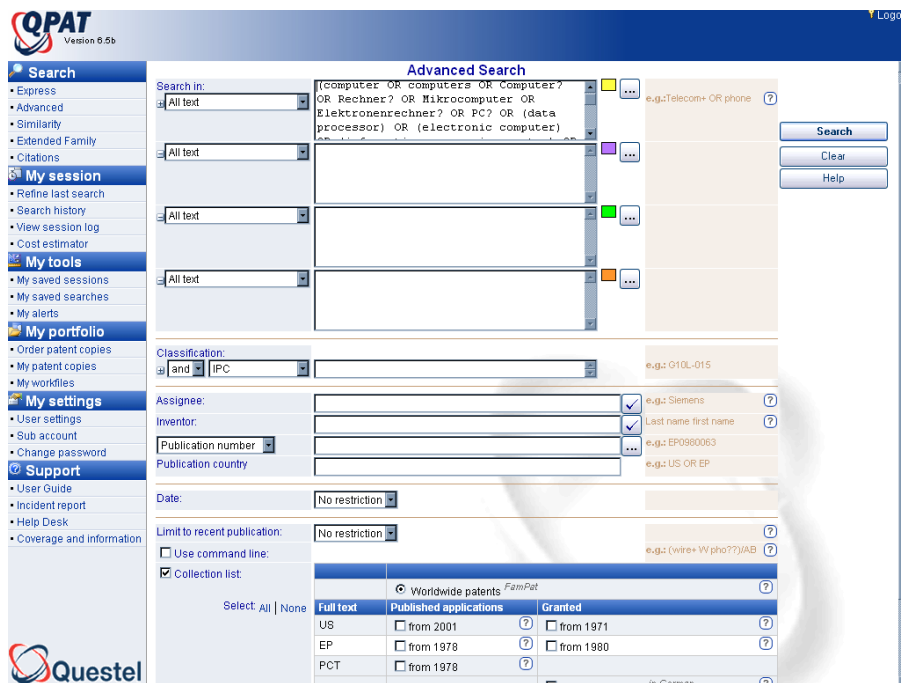 QPAT
Version 6.5b
Logo
Search
Express
Advanced
Similarity
Extended Family
Citations
My session
Refine last search
Search history
View session log
Cost estimator
My tools
My saved sessions
My saved searches
My alerts
My portfolio
Order patent copies
My patent copies
My workfiles
My settings
User settings
Sub account
Change password
Support
User Guide
Incident report
Help Desk
Coverage and information
Questel
Advanced Search
Search in:
All text
(computer OR computers OR Computer?
OR Rechner? OR Mikrocomputer OR
Elektronenrechner? OR PC? OR (data
processor) OR (electronic computer)
...
e.g.:Telecom+ OR phone ?
Search
Clear
Help
All text ...
All text ...
All text ...
Classification:
and IPC e.g.: G10L-015
Assignee: e.g.: Siemens ?
Inventor: Last name first name ?
Publication number ... e.g.: EP0980063
Publication country e.g.: US OR EP
Date: No restriction
Limit to recent publication: No restriction ?
Use command line: e.g.: (wire+ W pho??)/AB ?
Collection list:
Worldwide patents FamPat ?
Select: All | None
Full text Published applications Granted
US from 2001 ? from 1971 ?
EP from 1978 ? from 1980 ?
PCT from 1978 ?